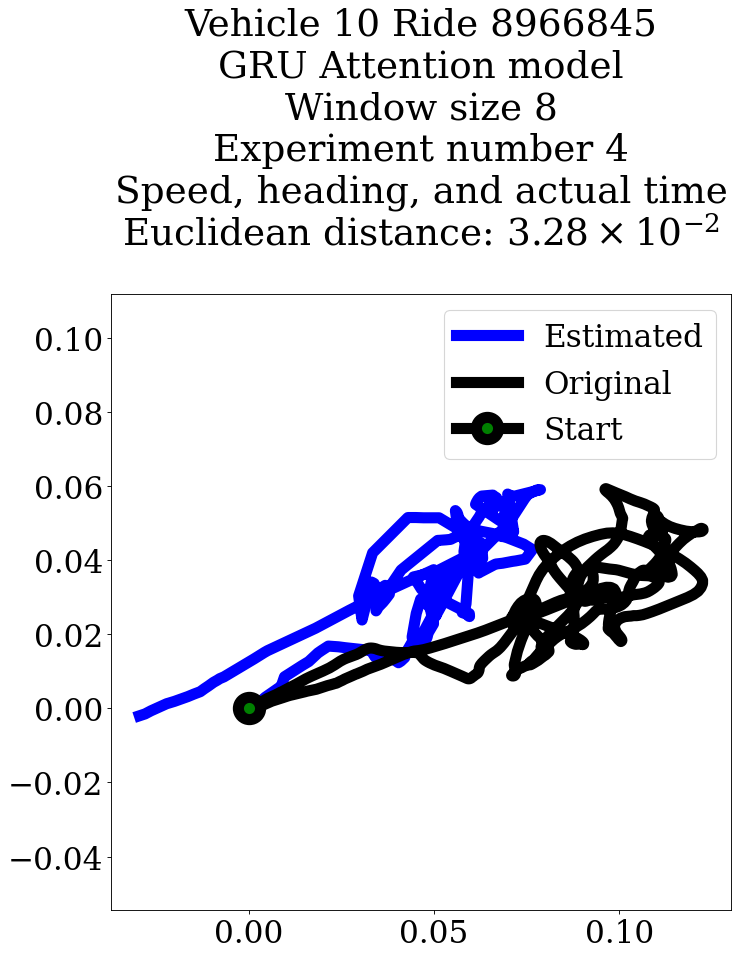 Vehicle 10 Ride 8966845
GRU Attention model
Window size 8
Experiment number 4
Speed, heading, and actual time
Euclidean distance: 3.28 × 10⁻²
Estimated
Original
Start
0.10
0.08
0.06
0.04
0.02
0.00
−0.02
−0.04
0.00 0.05 0.10